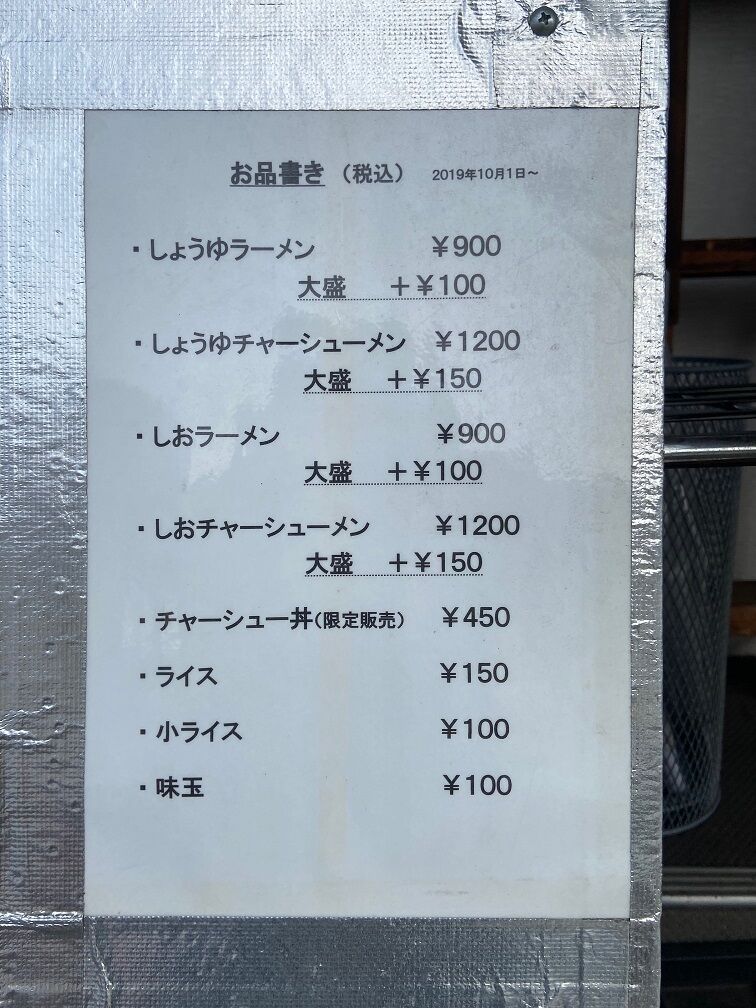 お品書き （税込） 2019年10月1日～
・しょうゆラーメン ￥900
大盛 ＋￥100
・しょうゆチャーシューメン ￥1200
大盛 ＋￥150
・しおラーメン ￥900
大盛 ＋￥100
・しおチャーシューメン ￥1200
大盛 ＋￥150
・チャーシュー丼（限定販売） ￥450
・ライス ￥150
・小ライス ￥100
・味玉 ￥100